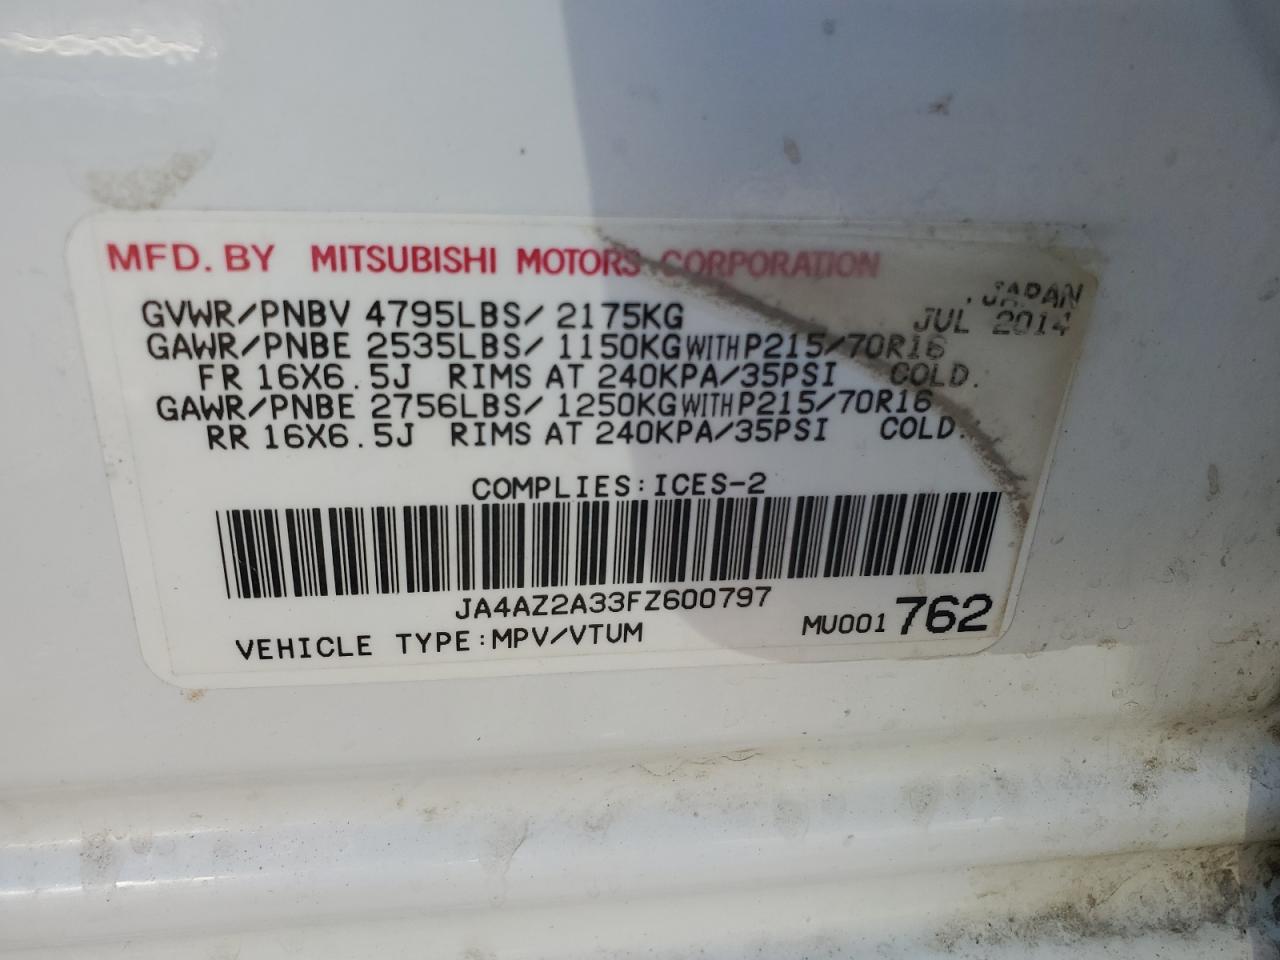 MFD. BY MITSUBISHI MOTORS CORPORATION
JAPAN
GVWR/PNBV 4795LBS/ 2175KG JUL 2014
GAWR/PNBE 2535LBS/ 1150KG WITH P215/70R16
FR 16X6.5J RIMS AT 240KPA/35PSI COLD.
GAWR/PNBE 2756LBS/ 1250KG WITH P215/70R16
RR 16X6.5J RIMS AT 240KPA/35PSI COLD.
COMPLIES:ICES-2
JA4AZ2A33FZ600797
VEHICLE TYPE:MPV/VTUM MU001 762